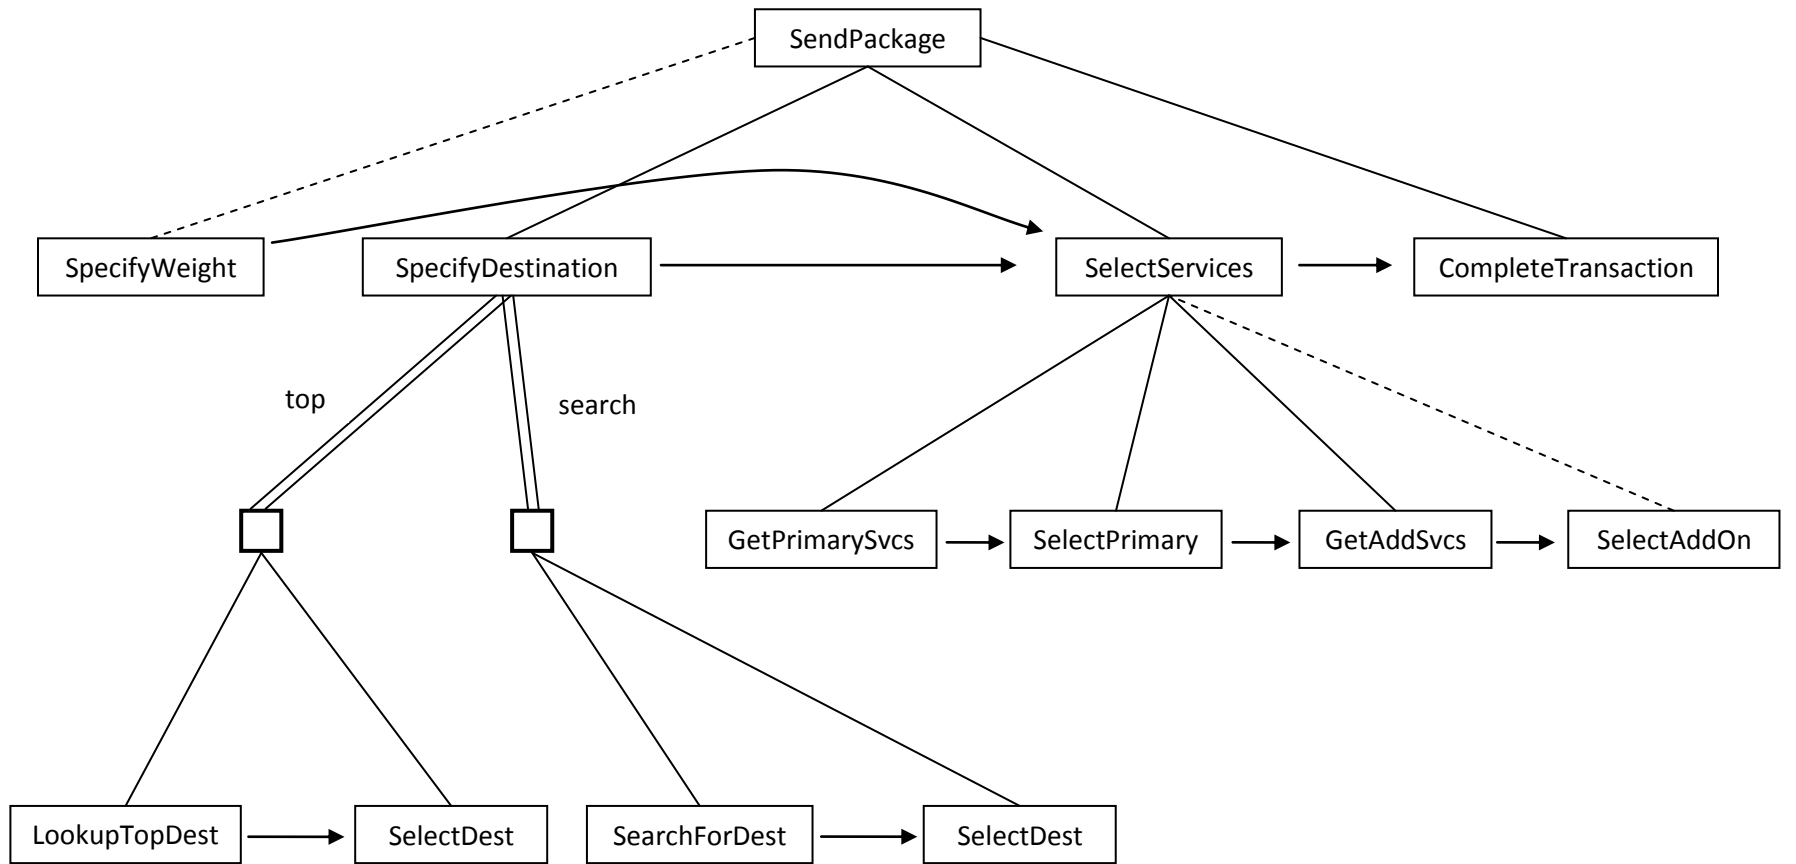 SendPackage
SpecifyWeight
SpecifyDestination
SelectServices
CompleteTransaction
top
search
GetPrimarySvcs
SelectPrimary
GetAddSvcs
SelectAddOn
LookupTopDest
SelectDest
SearchForDest
SelectDest